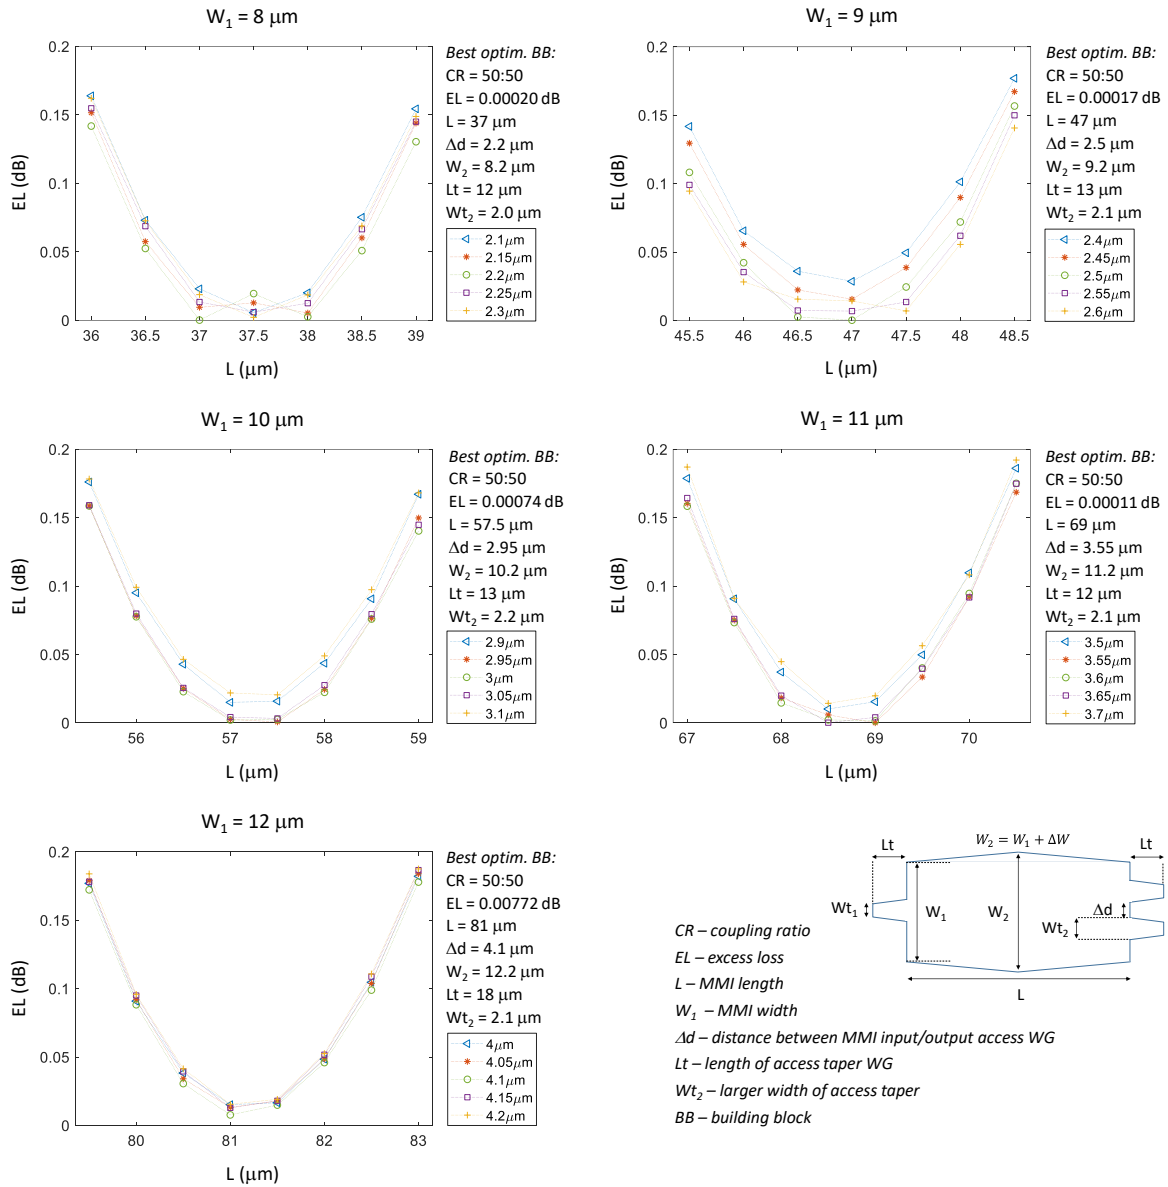 W₁ = 8 μm
EL (dB)
0.2
0.15
0.1
0.05
0
36 36.5 37 37.5 38 38.5 39
L (μm)
Best optim. BB:
CR = 50:50
EL = 0.00020 dB
L = 37 μm
Δd = 2.2 μm
W₂ = 8.2 μm
Lt = 12 μm
Wt₂ = 2.0 μm
2.1μm
2.15μm
2.2μm
2.25μm
2.3μm
W₁ = 9 μm
EL (dB)
0.2
0.15
0.1
0.05
0
45.5 46 46.5 47 47.5 48 48.5
L (μm)
Best optim. BB:
CR = 50:50
EL = 0.00017 dB
L = 47 μm
Δd = 2.5 μm
W₂ = 9.2 μm
Lt = 13 μm
Wt₂ = 2.1 μm
2.4μm
2.45μm
2.5μm
2.55μm
2.6μm
W₁ = 10 μm
EL (dB)
0.2
0.15
0.1
0.05
0
56 57 58 59
L (μm)
Best optim. BB:
CR = 50:50
EL = 0.00074 dB
L = 57.5 μm
Δd = 2.95 μm
W₂ = 10.2 μm
Lt = 13 μm
Wt₂ = 2.2 μm
2.9μm
2.95μm
3μm
3.05μm
3.1μm
W₁ = 11 μm
EL (dB)
0.2
0.15
0.1
0.05
0
67 68 69 70
L (μm)
Best optim. BB:
CR = 50:50
EL = 0.00011 dB
L = 69 μm
Δd = 3.55 μm
W₂ = 11.2 μm
Lt = 12 μm
Wt₂ = 2.1 μm
3.5μm
3.55μm
3.6μm
3.65μm
3.7μm
W₁ = 12 μm
EL (dB)
0.2
0.15
0.1
0.05
0
80 81 82 83
L (μm)
Best optim. BB:
CR = 50:50
EL = 0.00772 dB
L = 81 μm
Δd = 4.1 μm
W₂ = 12.2 μm
Lt = 18 μm
Wt₂ = 2.1 μm
4μm
4.05μm
4.1μm
4.15μm
4.2μm
Lt
W₂ = W₁ + ΔW
Lt
Wt₁
W₁
W₂
Δd
Wt₂
L
CR – coupling ratio
EL – excess loss
L – MMI length
W₁ – MMI width
Δd – distance between MMI input/output access WG
Lt – length of access taper WG
Wt₂ – larger width of access taper
BB – building block